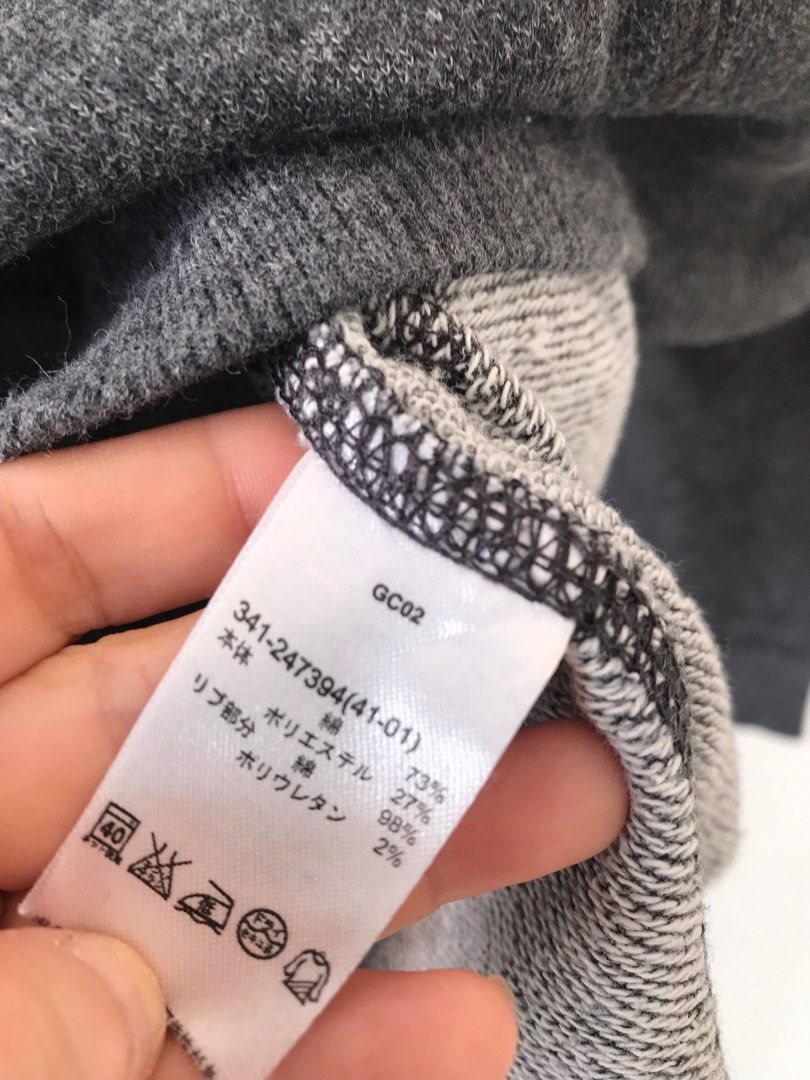 GC02
341-247394(41-01)
本体 綿 73%
ポリエステル 27%
リブ部分 綿 98%
ポリウレタン 2%
40